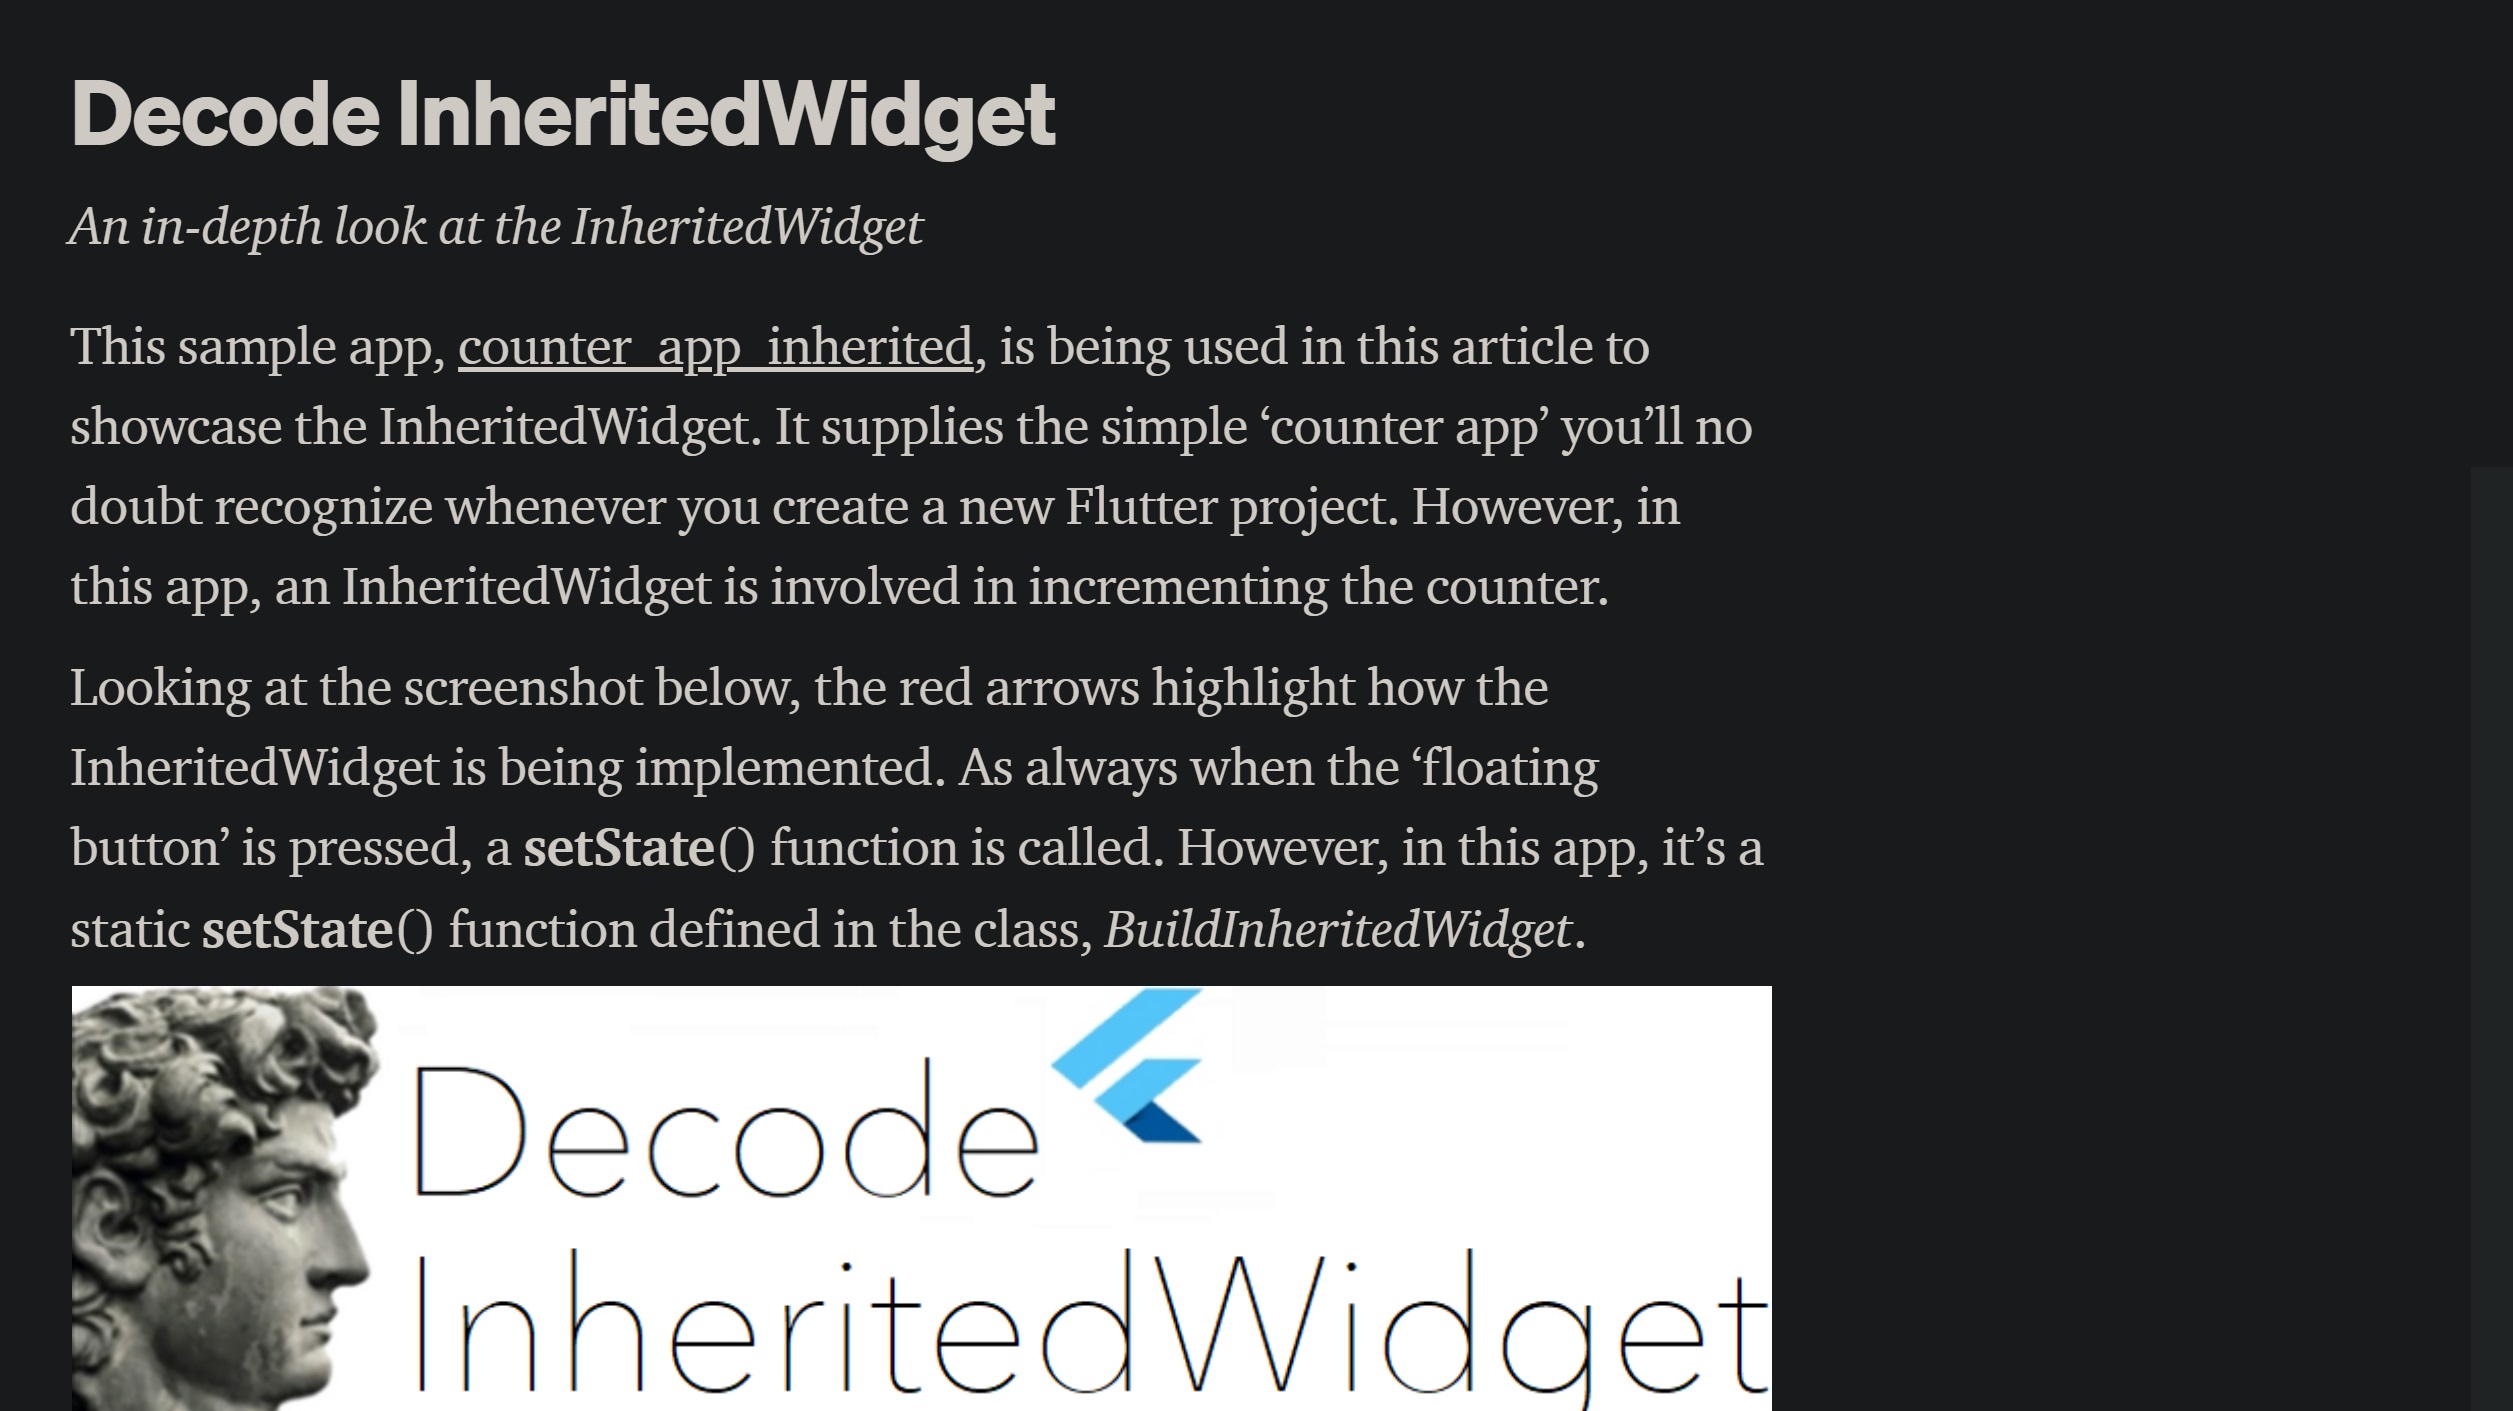 Decode InheritedWidget
An in-depth look at the InheritedWidget
This sample app, counter_app_inherited, is being used in this article to
showcase the InheritedWidget. It supplies the simple ‘counter app’ you’ll no
doubt recognize whenever you create a new Flutter project. However, in
this app, an InheritedWidget is involved in incrementing the counter.
Looking at the screenshot below, the red arrows highlight how the
InheritedWidget is being implemented. As always when the ‘floating
button’ is pressed, a setState() function is called. However, in this app, it’s a
static setState() function defined in the class, BuildInheritedWidget.
Decode
InheritedWidget